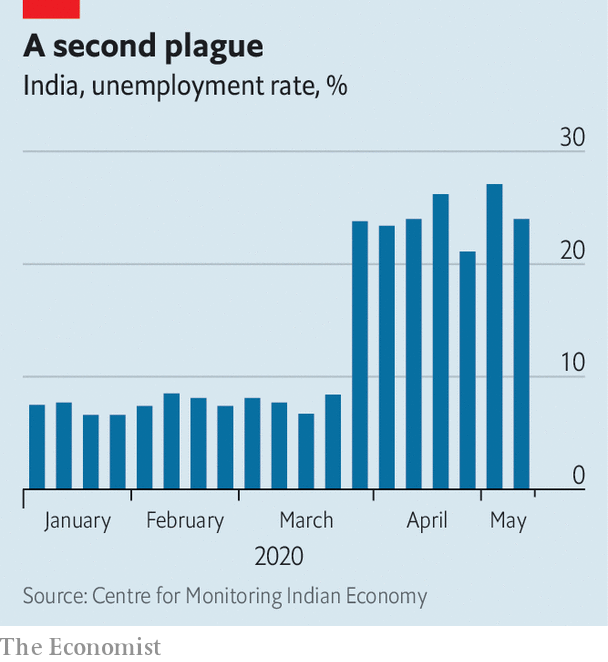 A second plague
India, unemployment rate, %
30
20
10
0
January February March April May
2020
Source: Centre for Monitoring Indian Economy
The Economist